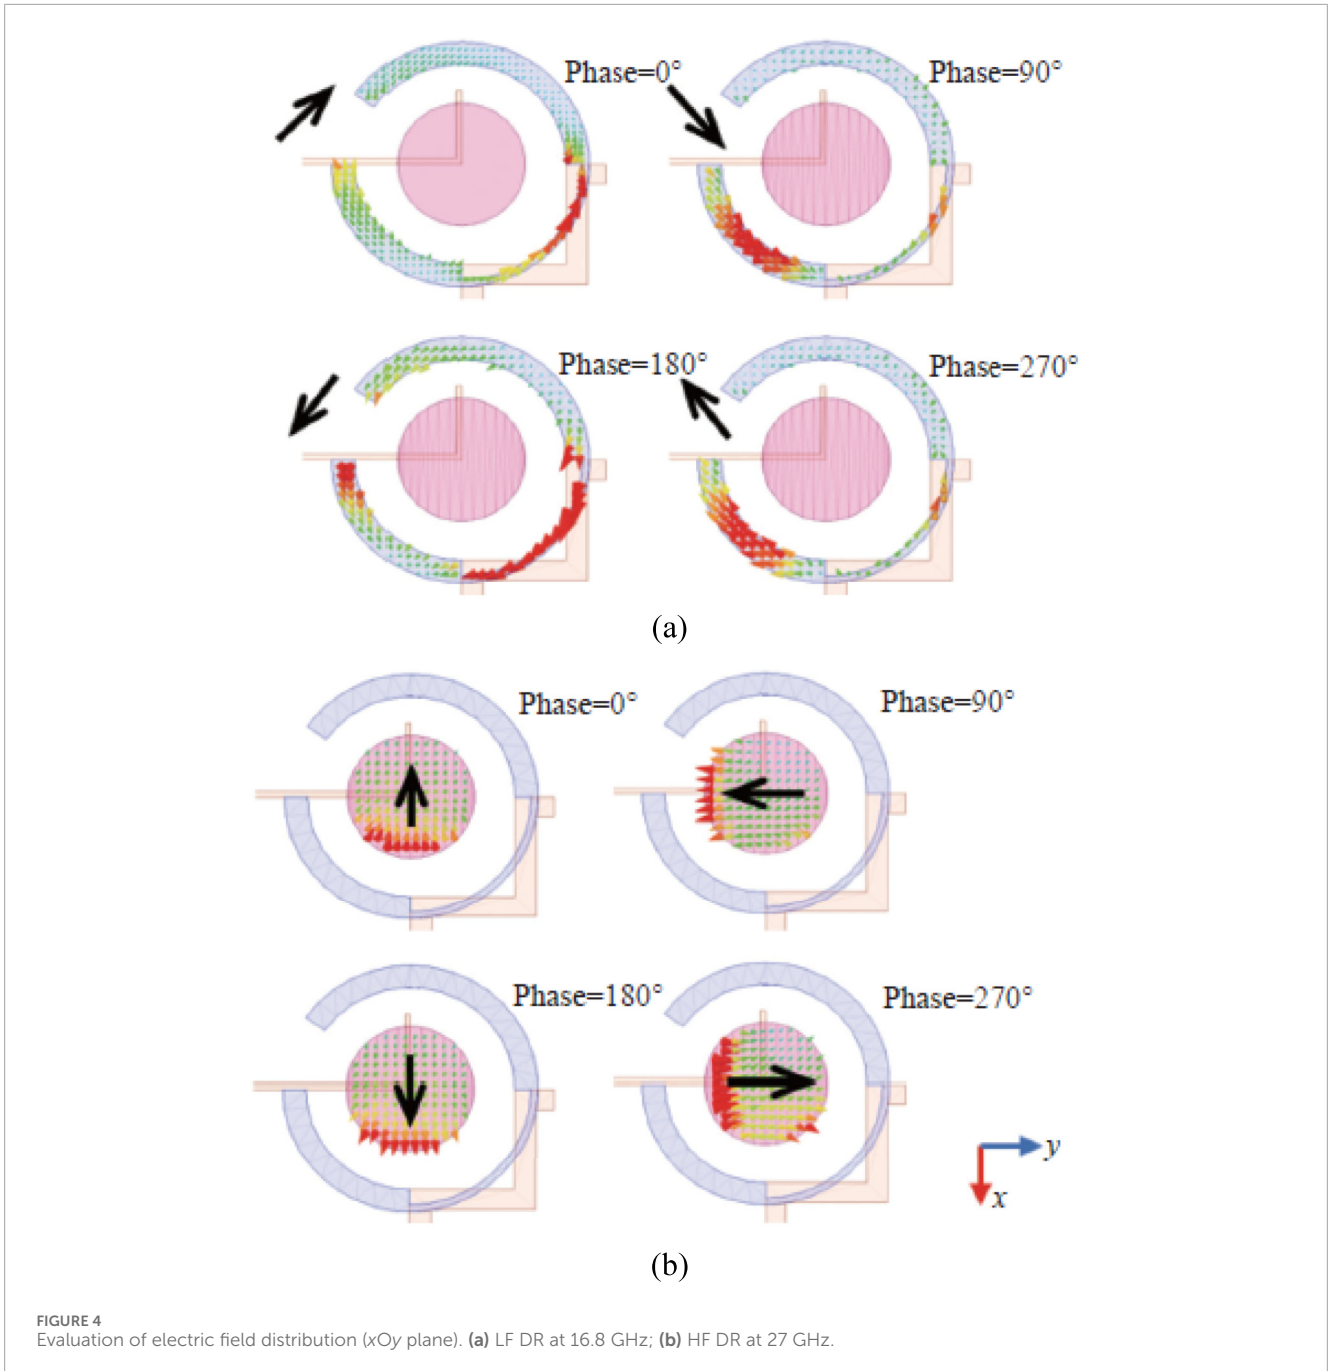 Phase=0°
Phase=90°
Phase=180°
Phase=270°
(a)
Phase=0°
Phase=90°
Phase=180°
Phase=270°
y
x
(b)
FIGURE 4
Evaluation of electric field distribution (xOy plane). (a) LF DR at 16.8 GHz; (b) HF DR at 27 GHz.